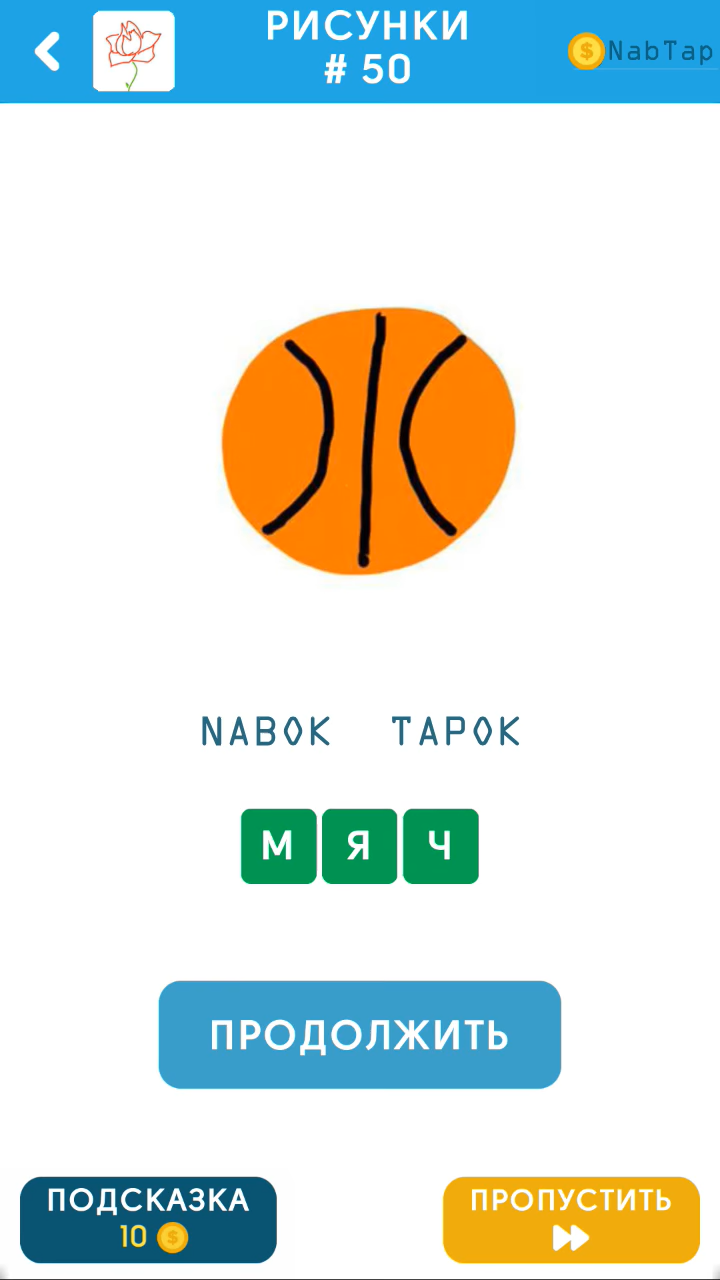 РИСУНКИ
# 50
NabTap
NABOK TAPOK
М Я Ч
ПРОДОЛЖИТЬ
ПОДСКАЗКА
10
ПРОПУСТИТЬ